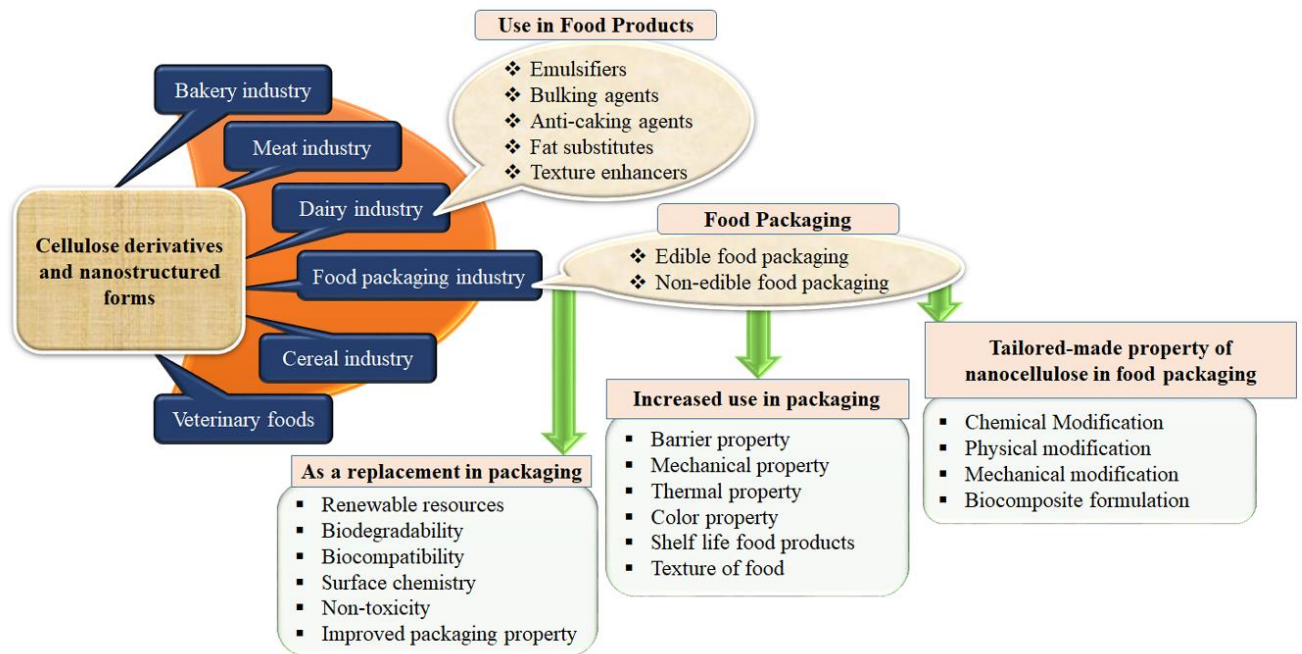 Use in Food Products
❖ Emulsifiers
❖ Bulking agents
❖ Anti-caking agents
❖ Fat substitutes
❖ Texture enhancers
Bakery industry
Meat industry
Dairy industry
Food packaging industry
Cereal industry
Veterinary foods
Cellulose derivatives
and nanostructured
forms
Food Packaging
❖ Edible food packaging
❖ Non-edible food packaging
As a replacement in packaging
▪ Renewable resources
▪ Biodegradability
▪ Biocompatibility
▪ Surface chemistry
▪ Non-toxicity
▪ Improved packaging property
Increased use in packaging
▪ Barrier property
▪ Mechanical property
▪ Thermal property
▪ Color property
▪ Shelf life food products
▪ Texture of food
Tailored-made property of
nanocellulose in food packaging
▪ Chemical Modification
▪ Physical modification
▪ Mechanical modification
▪ Biocomposite formulation